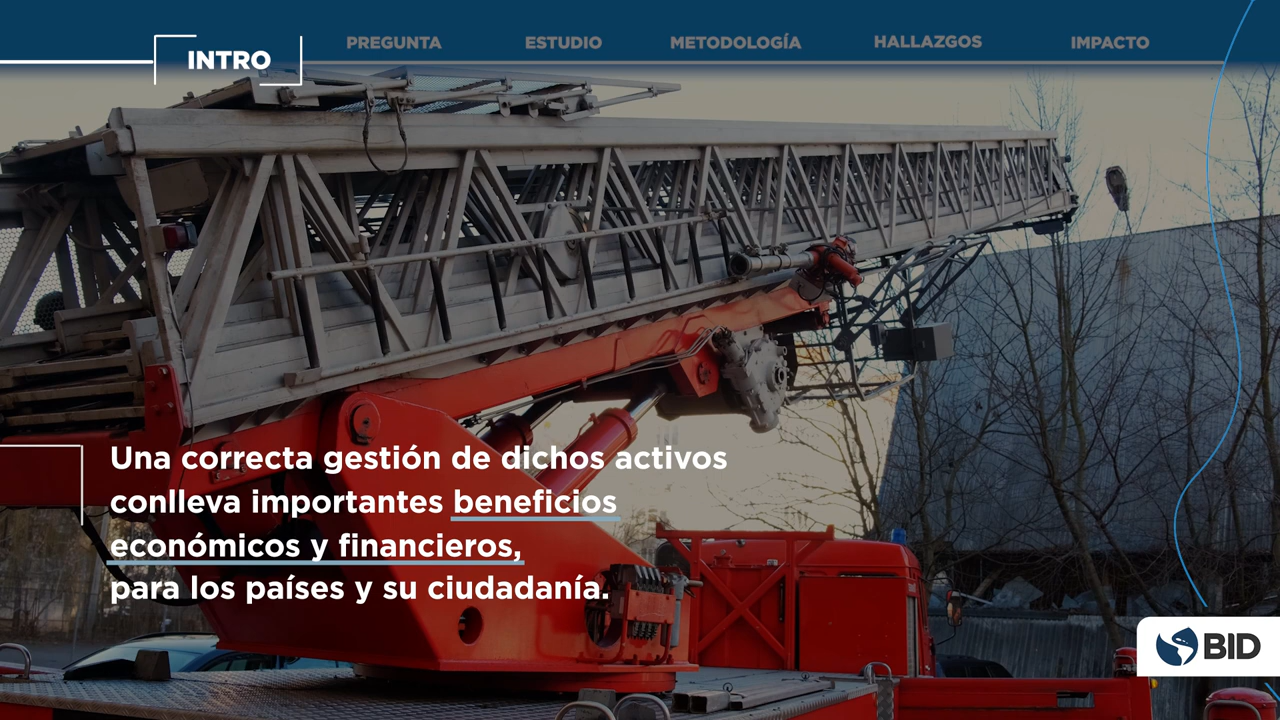 INTRO
PREGUNTA
ESTUDIO
METODOLOGÍA
HALLAZGOS
IMPACTO
Una correcta gestión de dichos activos
conlleva importantes beneficios
económicos y financieros,
para los países y su ciudadanía.
BID